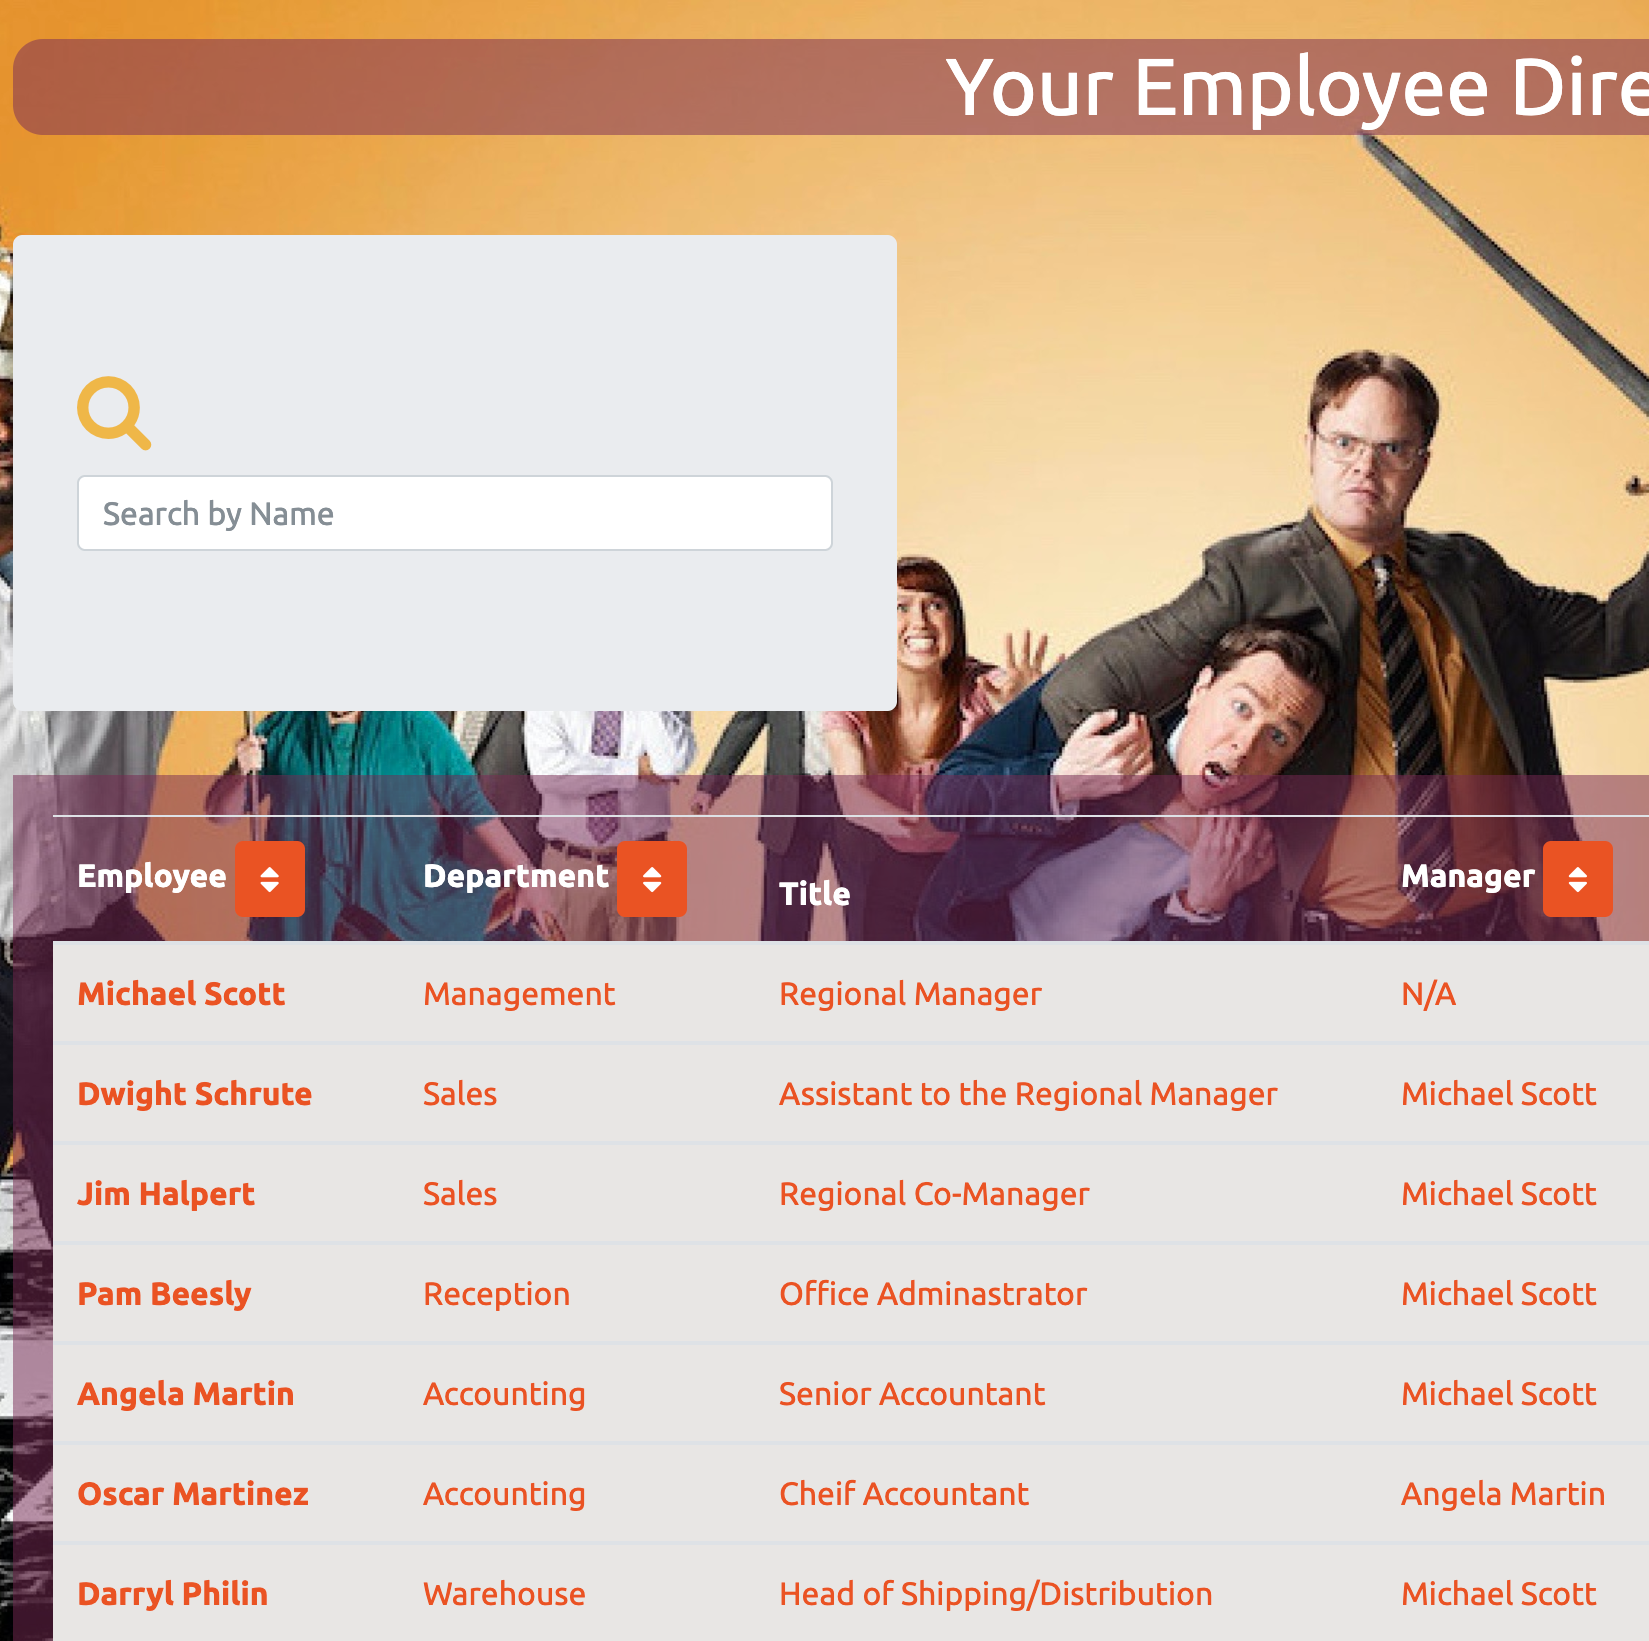 Your Employee Dire
Search by Name
Employee Department Title Manager
Michael Scott Management Regional Manager N/A
Dwight Schrute Sales Assistant to the Regional Manager Michael Scott
Jim Halpert Sales Regional Co-Manager Michael Scott
Pam Beesly Reception Office Adminastrator Michael Scott
Angela Martin Accounting Senior Accountant Michael Scott
Oscar Martinez Accounting Cheif Accountant Angela Martin
Darryl Philin Warehouse Head of Shipping/Distribution Michael Scott